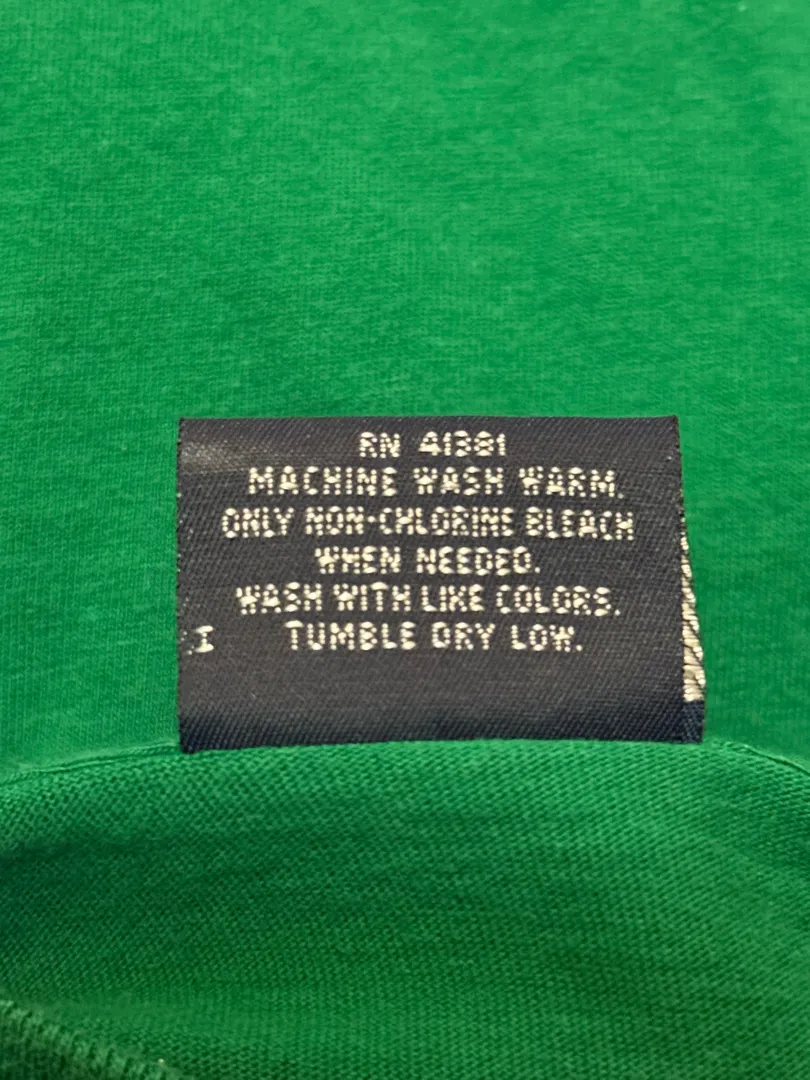 RN 41381
MACHINE WASH WARM.
ONLY NON-CHLORINE BLEACH
WHEN NEEDED.
WASH WITH LIKE COLORS.
TUMBLE DRY LOW.